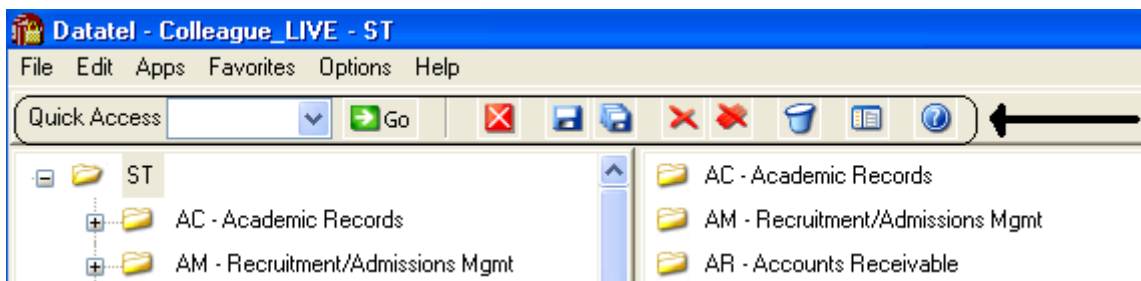 Datatel - Colleague_LIVE - ST
File Edit Apps Favorites Options Help
Quick Access Go
ST
AC - Academic Records
AM - Recruitment/Admissions Mgmt
AC - Academic Records
AM - Recruitment/Admissions Mgmt
AR - Accounts Receivable